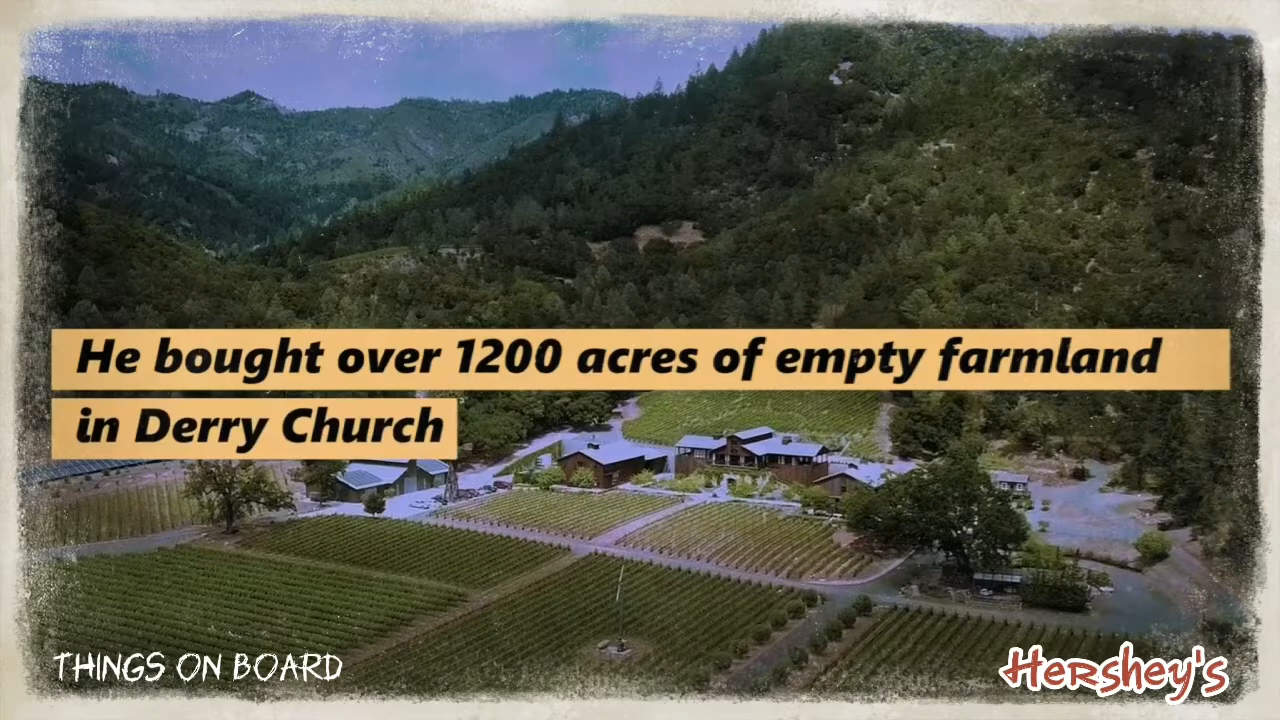 He bought over 1200 acres of empty farmland
in Derry Church
THINGS ON BOARD
Hershey's